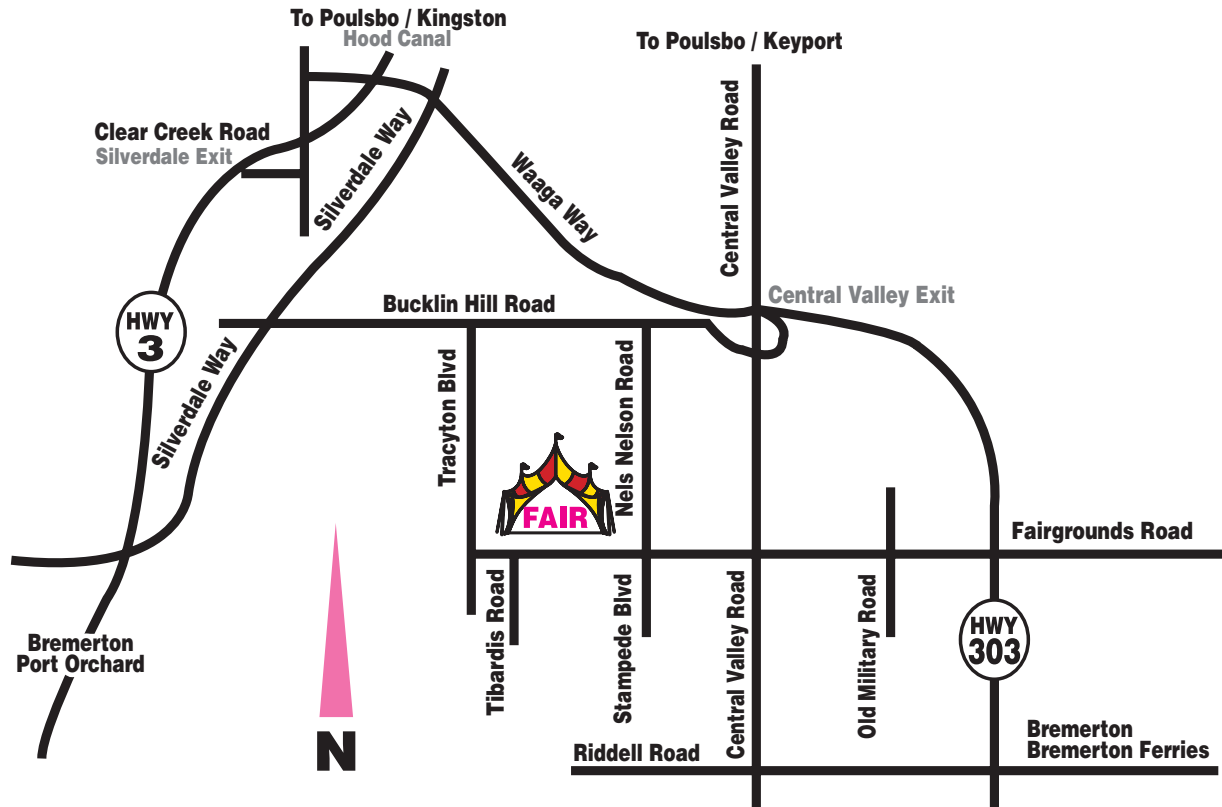 To Poulsbo / Kingston
Hood Canal
To Poulsbo / Keyport
Clear Creek Road
Silverdale Exit
Silverdale Way
Waaga Way
Central Valley Road
Central Valley Exit
Bucklin Hill Road
HWY
3
Silverdale Way
Tracyton Blvd
Nels Nelson Road
FAIR
Fairgrounds Road
Tibardis Road
Stampede Blvd
Central Valley Road
Old Military Road
HWY
303
Bremerton
Port Orchard
N
Riddell Road
Bremerton
Bremerton Ferries